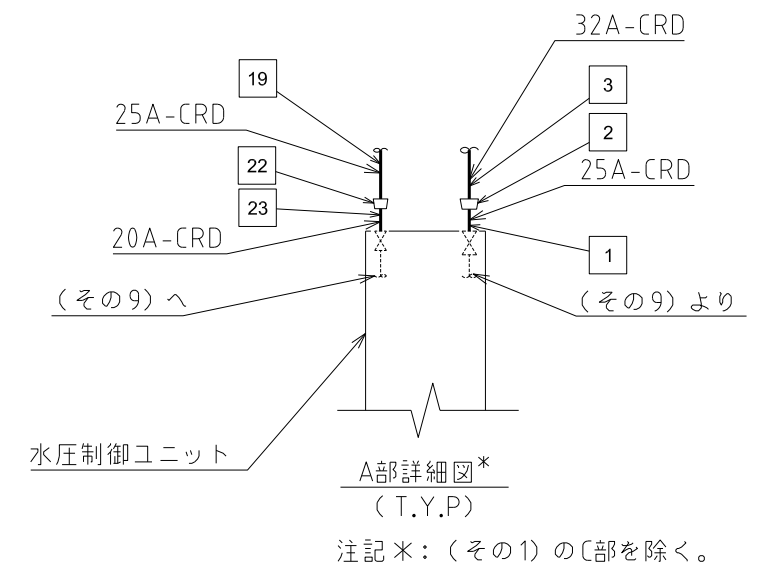 32A-CRD
19
3
25A-CRD
2
22
25A-CRD
23
20A-CRD
1
(その9)へ
(その9)より
水圧制御ユニット
A部詳細図*
(T.Y.P)
注記*:(その1)のC部を除く。